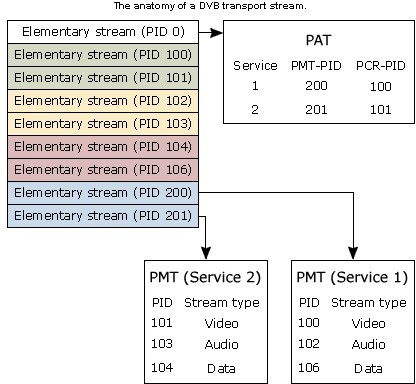 The anatomy of a DVB transport stream.
Elementary stream (PID 0)
Elementary stream (PID 100)
Elementary stream (PID 101)
Elementary stream (PID 102)
Elementary stream (PID 103)
Elementary stream (PID 104)
Elementary stream (PID 106)
Elementary stream (PID 200)
Elementary stream (PID 201)
PAT
Service PMT-PID PCR-PID
1 200 100
2 201 101
PMT (Service 2)
PID Stream type
101 Video
103 Audio
104 Data
PMT (Service 1)
PID Stream type
100 Video
102 Audio
106 Data